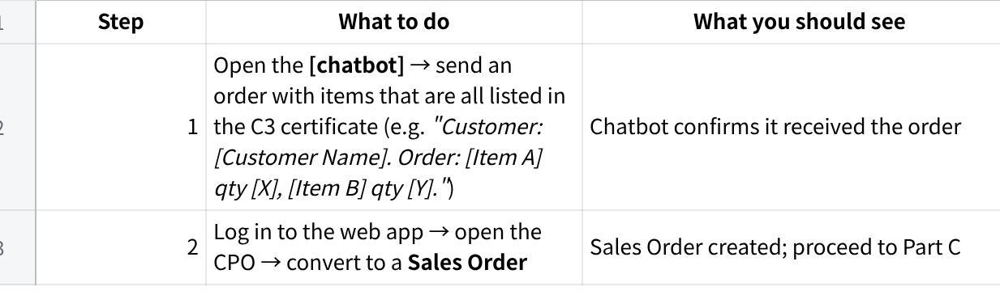 1 Step What to do What you should see
Open the [chatbot] → send an
order with items that are all listed in
2 1 the C3 certificate (e.g. "Customer: Chatbot confirms it received the order
[Customer Name]. Order: [Item A]
qty [X], [Item B] qty [Y].")
Log in to the web app → open the
3 2 CPO → convert to a Sales Order Sales Order created; proceed to Part C